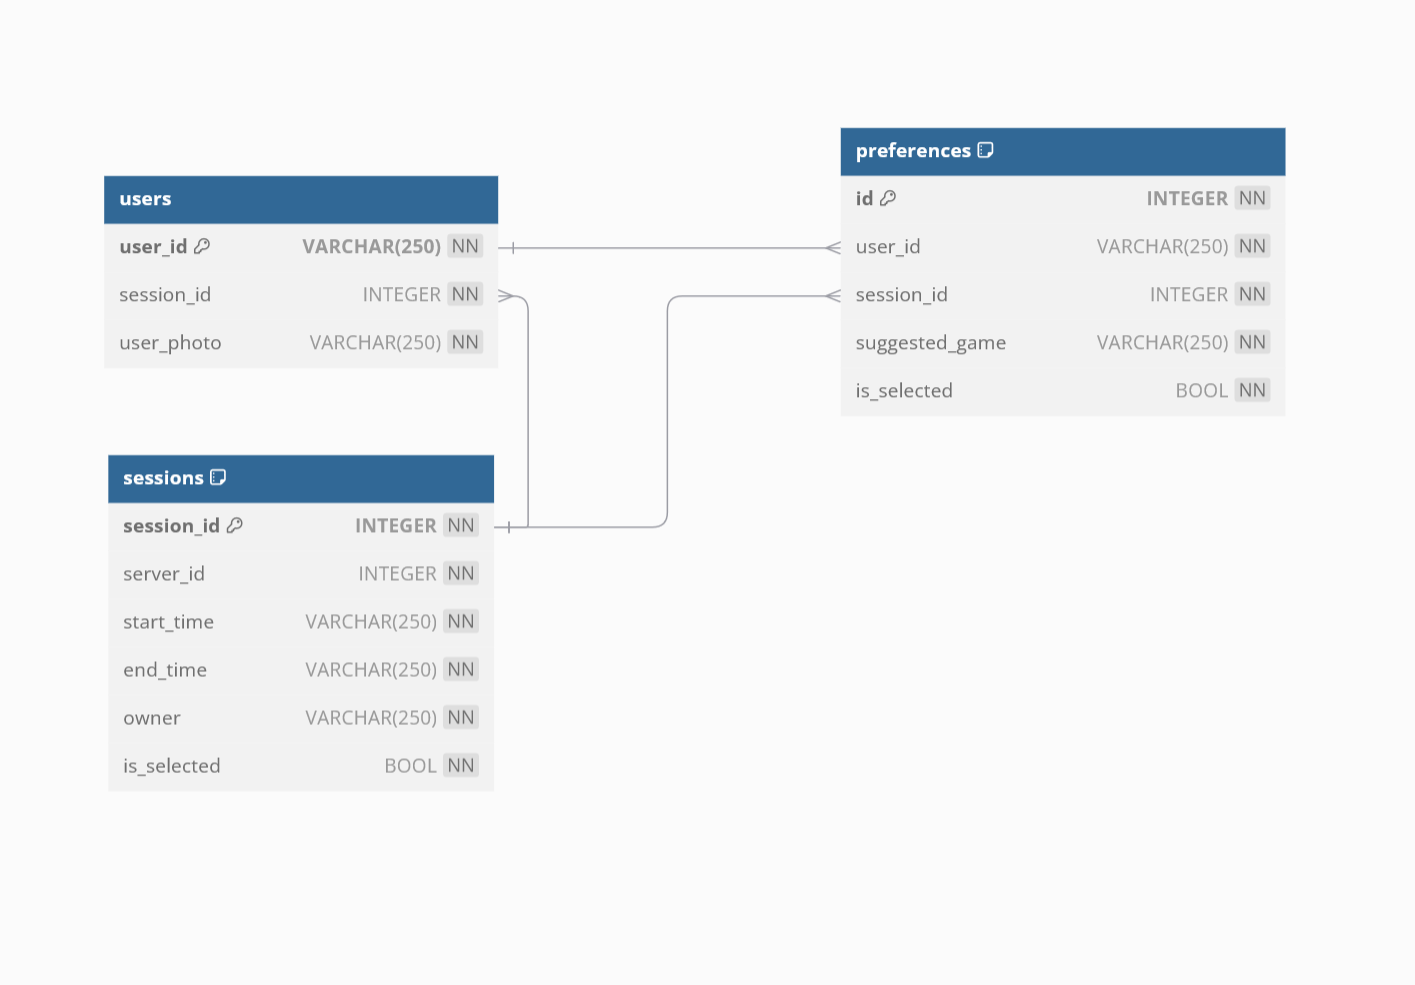 users
user_id VARCHAR(250) NN
session_id INTEGER NN
user_photo VARCHAR(250) NN
preferences
id INTEGER NN
user_id VARCHAR(250) NN
session_id INTEGER NN
suggested_game VARCHAR(250) NN
is_selected BOOL NN
sessions
session_id INTEGER NN
server_id INTEGER NN
start_time VARCHAR(250) NN
end_time VARCHAR(250) NN
owner VARCHAR(250) NN
is_selected BOOL NN